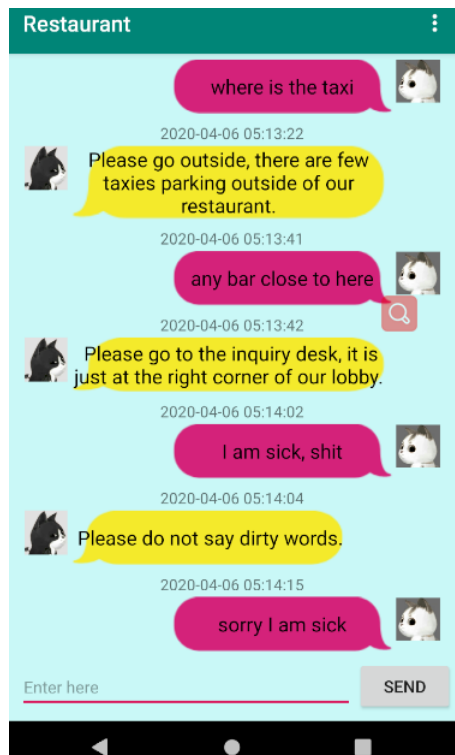 Restaurant
where is the taxi
2020-04-06 05:13:22
Please go outside, there are few
taxies parking outside of our
restaurant.
2020-04-06 05:13:41
any bar close to here
2020-04-06 05:13:42
Please go to the inquiry desk, it is
just at the right corner of our lobby.
2020-04-06 05:14:02
I am sick, shit
2020-04-06 05:14:04
Please do not say dirty words.
2020-04-06 05:14:15
sorry I am sick
Enter here
SEND